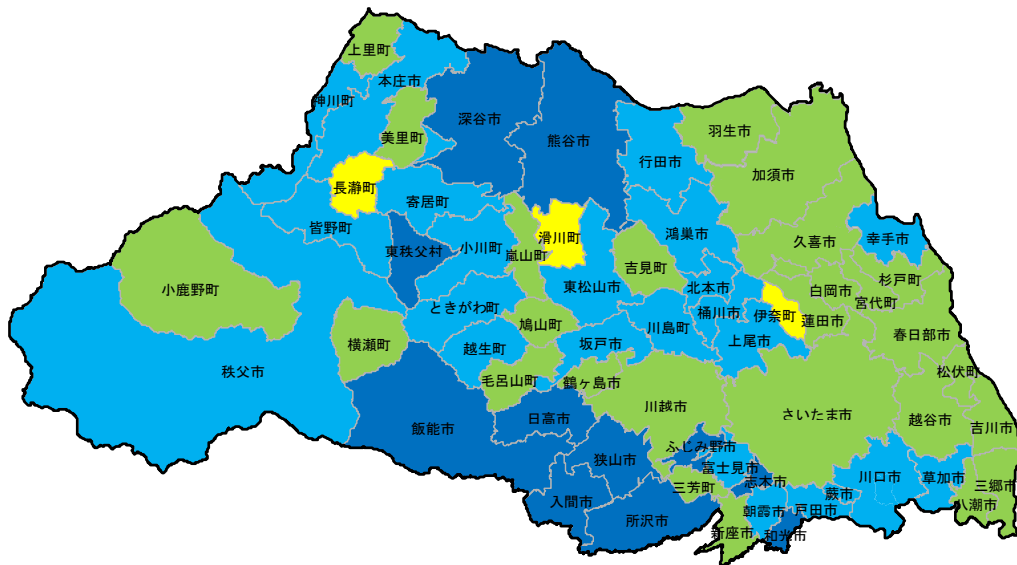 上里町
本庄市
神川町
深谷市
熊谷市
美里町
羽生市
行田市
加須市
長瀞町
寄居町
皆野町
東秩父村
小川町
嵐山町
滑川町
鴻巣市
久喜市
幸手市
吉見町
小鹿野町
東松山市
北本市
白岡市
杉戸町
宮代町
ときがわ町
桶川市
伊奈町
蓮田市
鳩山町
川島町
春日部市
横瀬町
越生町
坂戸市
上尾市
秩父市
毛呂山町
鶴ヶ島市
松伏町
川越市
さいたま市
越谷市
吉川市
飯能市
日高市
ふじみ野市
狭山市
富士見市
志木市
川口市
草加市
三芳町
三郷市
入間市
蕨市
八潮市
所沢市
朝霞市
戸田市
新座市
和光市